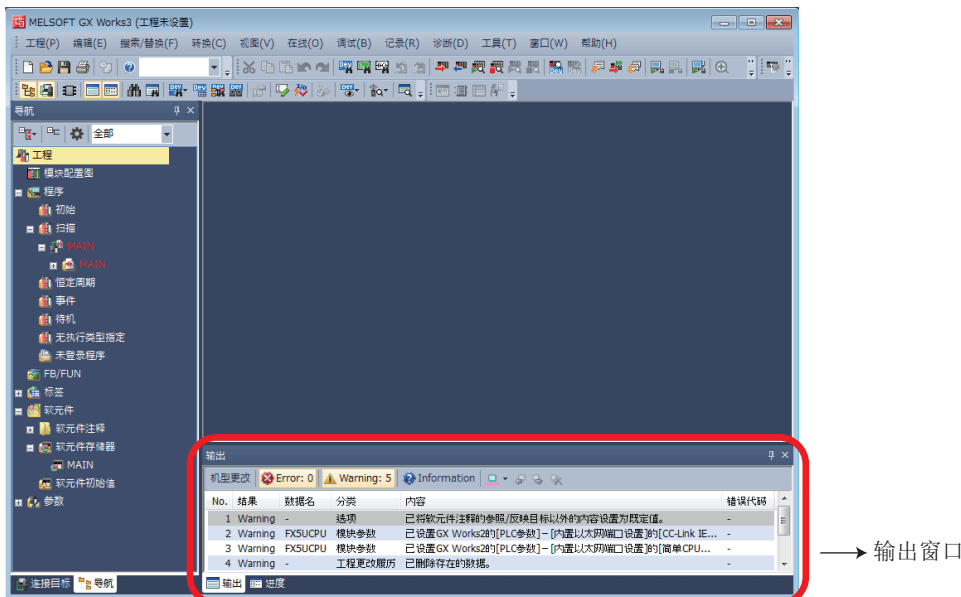 MELSOFT GX Works3 (工程未设置)
工程(P) 编辑(E) 搜索/替换(F) 转换(C) 视图(V) 在线(O) 调试(B) 记录(R) 诊断(D) 工具(T) 窗口(W) 帮助(H)
导航
全部
工程
模块配置图
程序
初始
扫描
MAIN
MAIN
恒定周期
事件
待机
无执行类型指定
未登录程序
FB/FUN
标签
软元件
软元件注释
软元件存储器
MAIN
软元件初始值
参数
连接目标 导航
输出
机型更改 Error: 0 Warning: 5 Information
No. 结果 数据名 分类 内容 错误代码
1 Warning - 选项 已将软元件注释的参照/反映目标以外的内容设置为既定值。 -
2 Warning FX5UCPU 模块参数 已设置GX Works2的[PLC参数]－[内置以太网端口设置]的[CC-Link IE... -
3 Warning FX5UCPU 模块参数 已设置GX Works2的[PLC参数]－[内置以太网端口设置]的[简单CPU... -
4 Warning - 工程更改履历 已删除存在的数据。 -
输出 进度
输出窗口